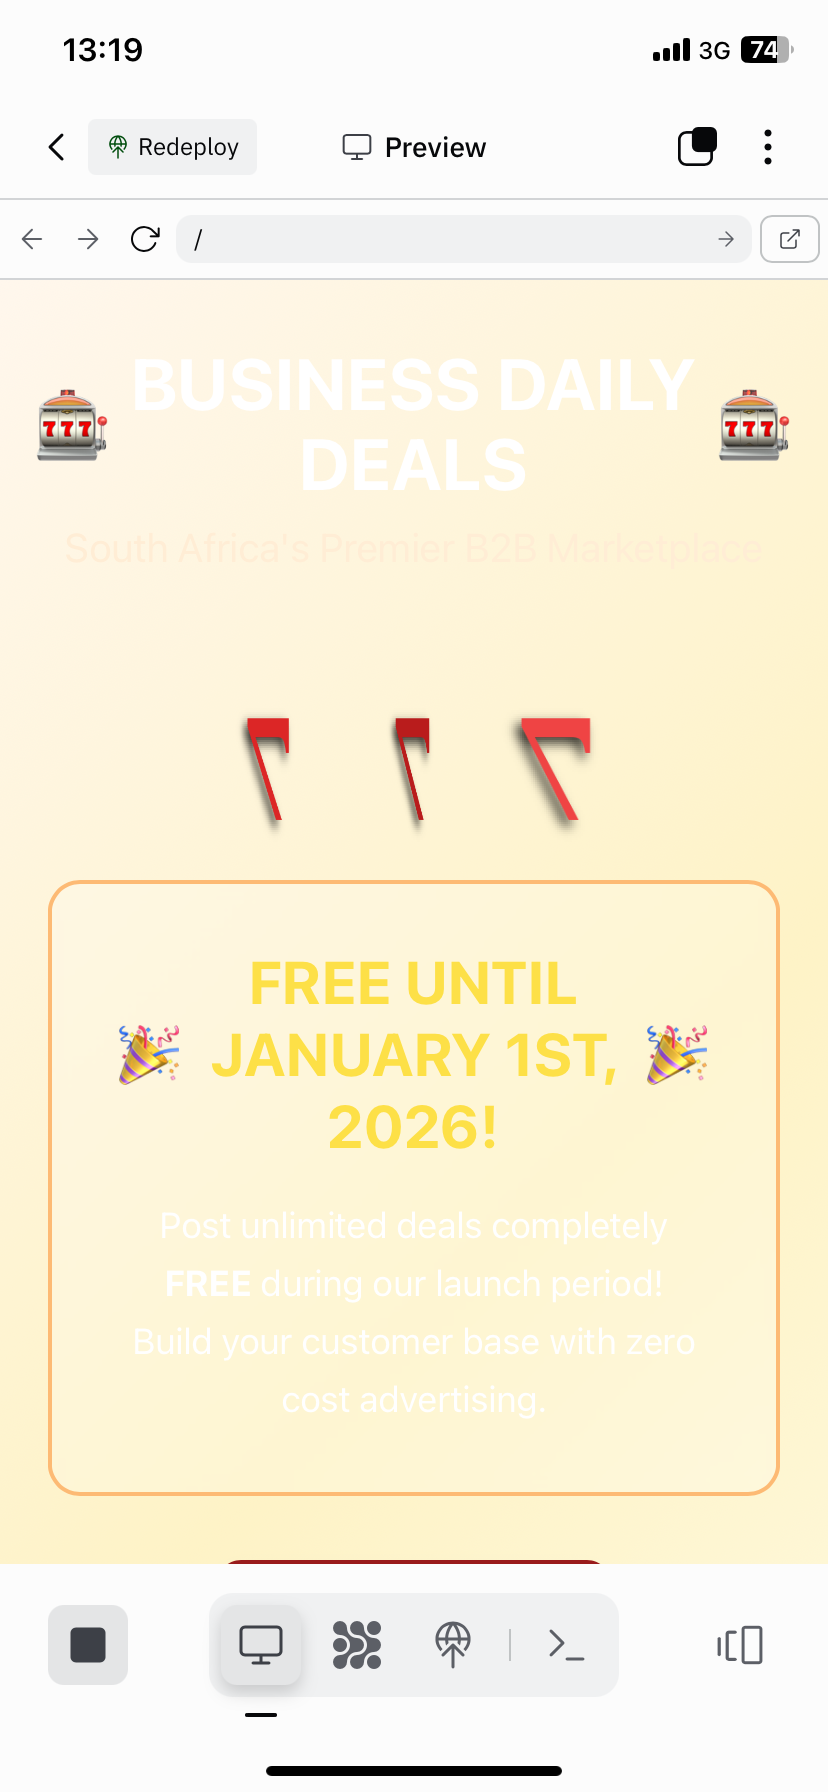 13:19 3G 74
Redeploy Preview
/
BUSINESS DAILY
DEALS
South Africa's Premier B2B Marketplace
7 7 7
FREE UNTIL
JANUARY 1ST,
2026!
Post unlimited deals completely
FREE during our launch period!
Build your customer base with zero
cost advertising.